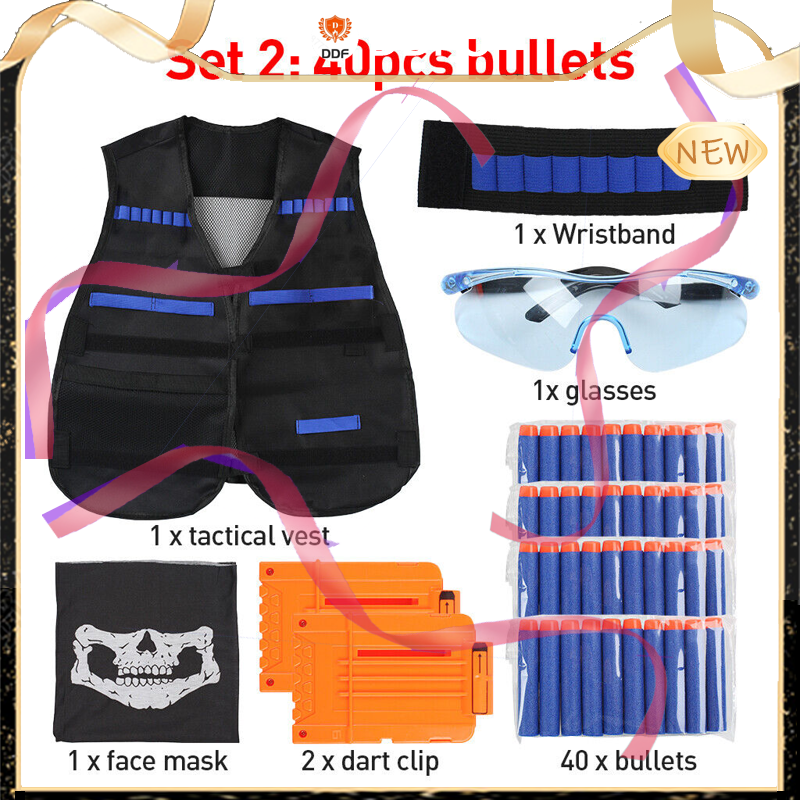 D
DDF
Set 2: 40pcs bullets
NEW
1 x Wristband
1x glasses
1 x tactical vest
1 x face mask
2 x dart clip
40 x bullets